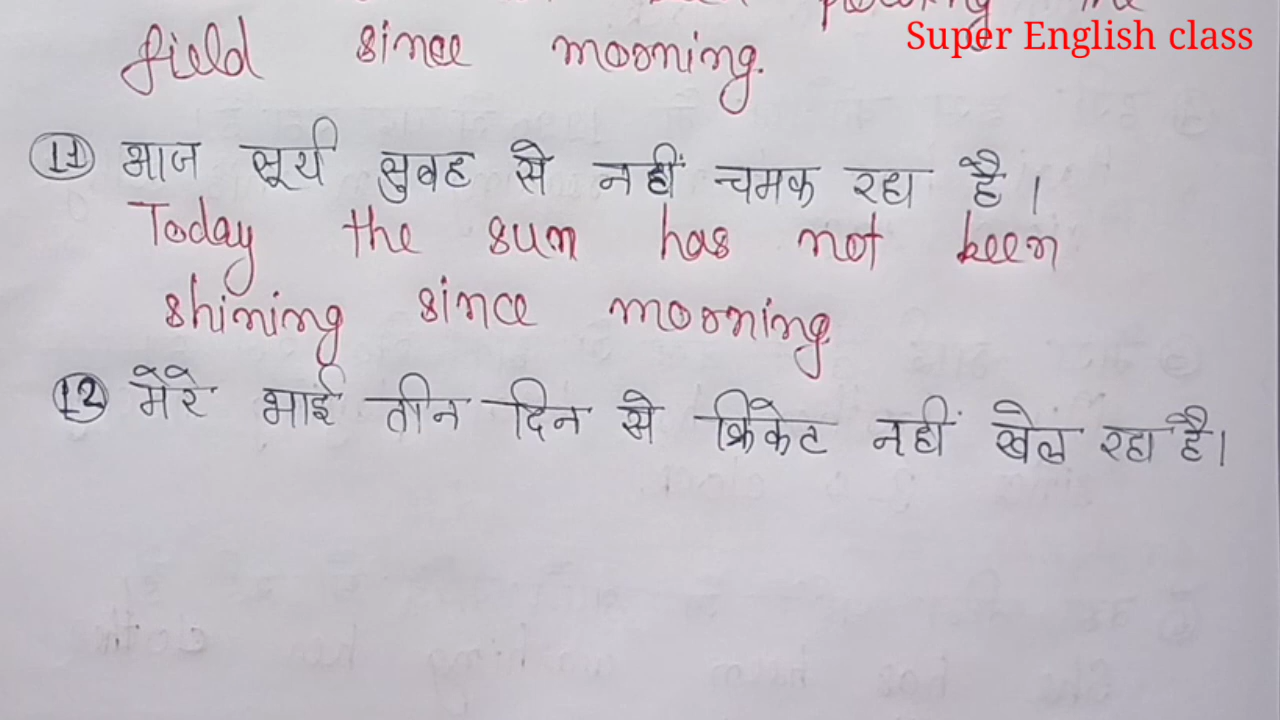 the
Super English class
field since morning.
11 आज सूर्य सुबह से नहीं चमक रहा है।
Today the sun has not been
shining since morning.
12 मेरे भाई तीन दिन से क्रिकेट नहीं खेल रहा है।